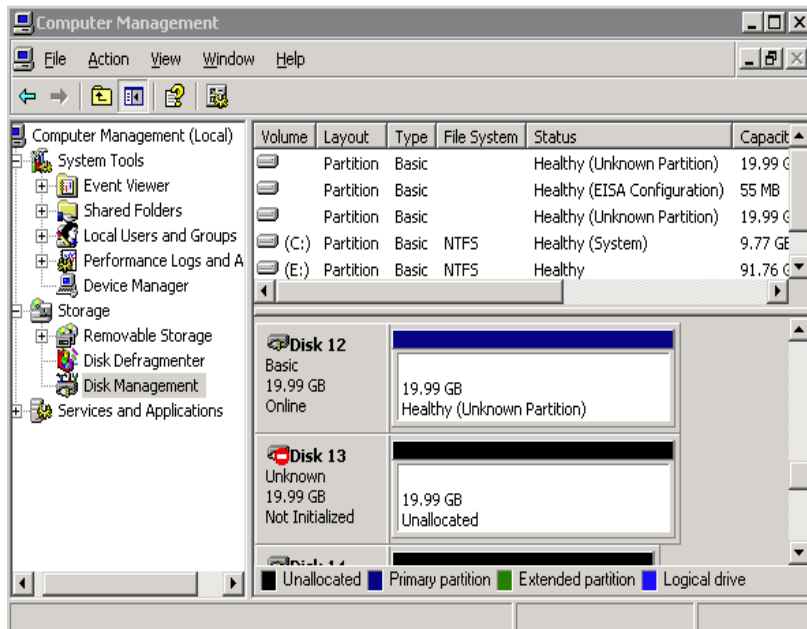 Computer Management
File Action View Window Help
Computer Management (Local)
System Tools
Event Viewer
Shared Folders
Local Users and Groups
Performance Logs and A
Device Manager
Storage
Removable Storage
Disk Defragmenter
Disk Management
Services and Applications
Volume Layout Type File System Status Capacit
Partition Basic Healthy (Unknown Partition) 19.99 G
Partition Basic Healthy (EISA Configuration) 55 MB
Partition Basic Healthy (Unknown Partition) 19.99 G
(C:) Partition Basic NTFS Healthy (System) 9.77 GB
(E:) Partition Basic NTFS Healthy 91.76 G
Disk 12
Basic
19.99 GB
Online
19.99 GB
Healthy (Unknown Partition)
Disk 13
Unknown
19.99 GB
Not Initialized
19.99 GB
Unallocated
Unallocated Primary partition Extended partition Logical drive